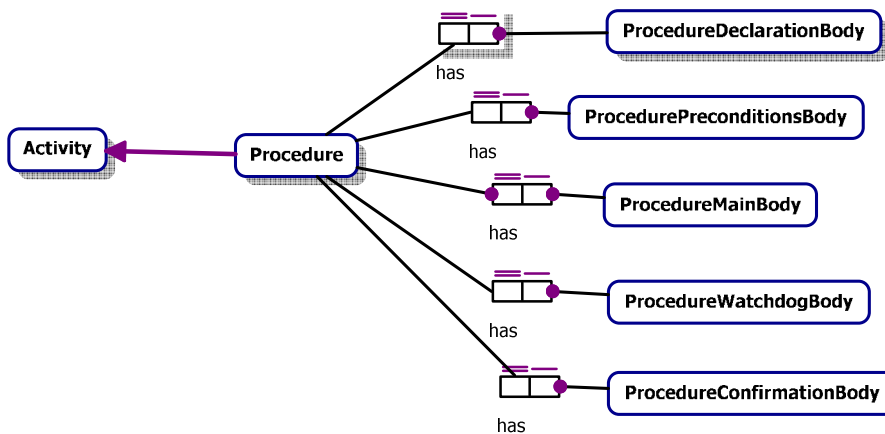 ProcedureDeclarationBody
has
ProcedurePreconditionsBody
Activity
Procedure
has
ProcedureMainBody
has
ProcedureWatchdogBody
has
ProcedureConfirmationBody
has